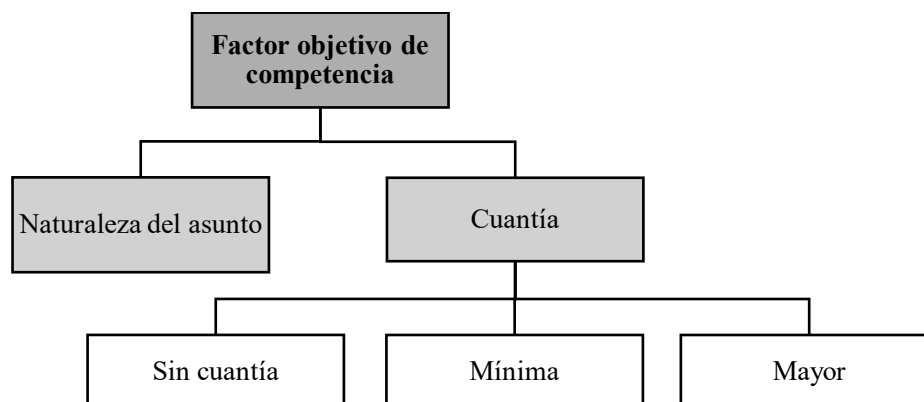 Factor objetivo de
competencia
Naturaleza del asunto
Cuantía
Sin cuantía
Mínima
Mayor